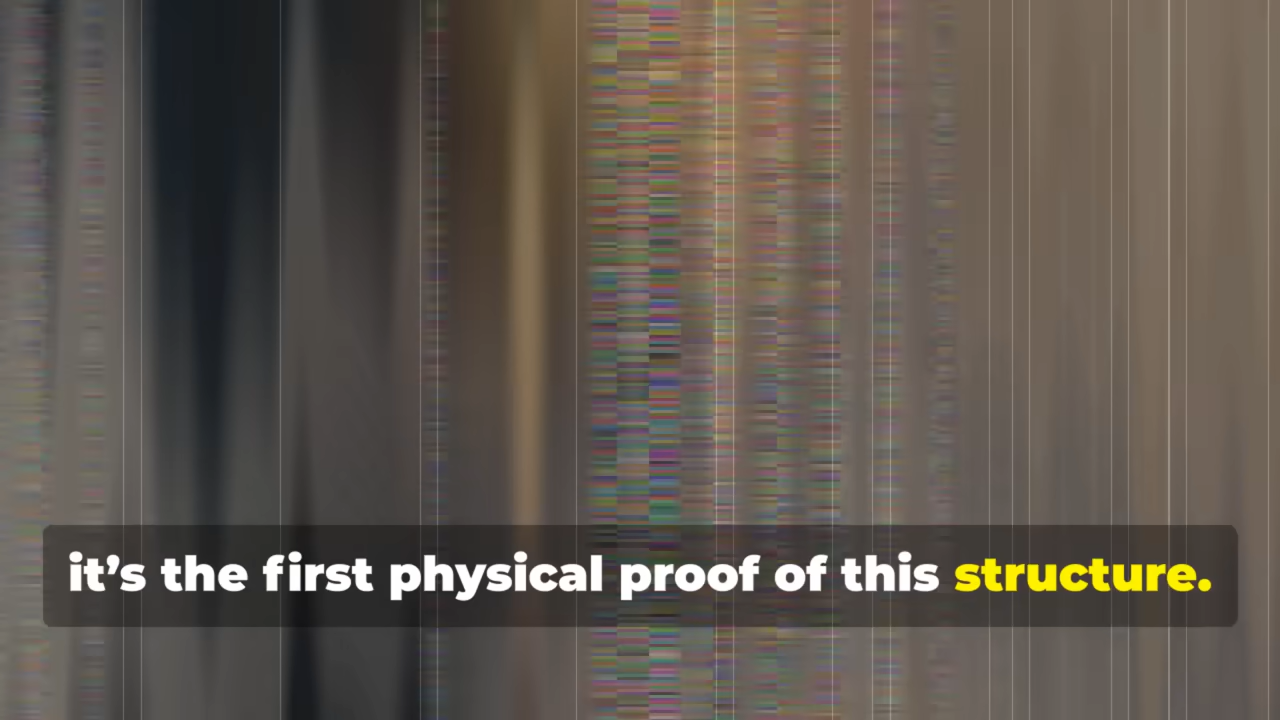 it’s the first physical proof of this structure.